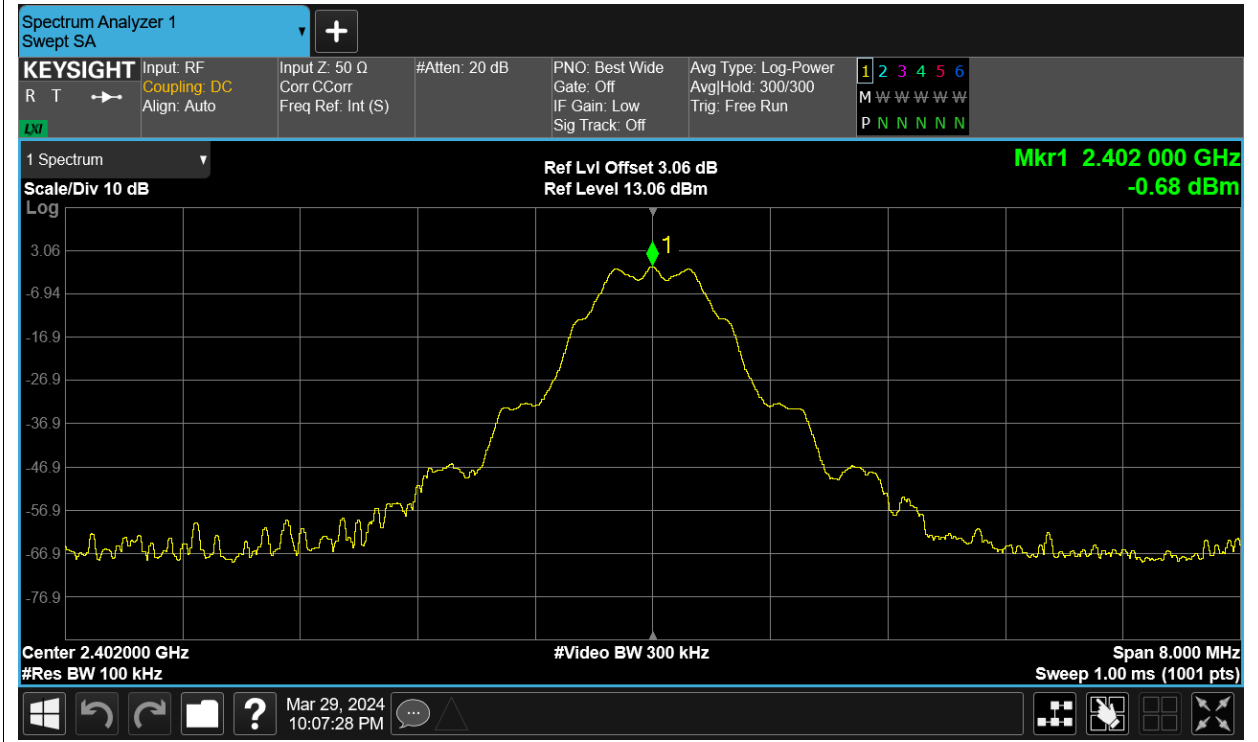 Spectrum Analyzer 1
Swept SA
KEYSIGHT
R T
LXI
Input: RF
Coupling: DC
Align: Auto
Input Z: 50 Ω
Corr CCorr
Freq Ref: Int (S)
#Atten: 20 dB
PNO: Best Wide
Gate: Off
IF Gain: Low
Sig Track: Off
Avg Type: Log-Power
Avg|Hold: 300/300
Trig: Free Run
1 2 3 4 5 6
M W W W W W
P N N N N N
1 Spectrum
Scale/Div 10 dB
Log
Ref Lvl Offset 3.06 dB
Ref Level 13.06 dBm
Mkr1 2.402 000 GHz
-0.68 dBm
1
3.06
-6.94
-16.9
-26.9
-36.9
-46.9
-56.9
-66.9
-76.9
Center 2.402000 GHz
#Res BW 100 kHz
#Video BW 300 kHz
Span 8.000 MHz
Sweep 1.00 ms (1001 pts)
?
Mar 29, 2024
10:07:28 PM